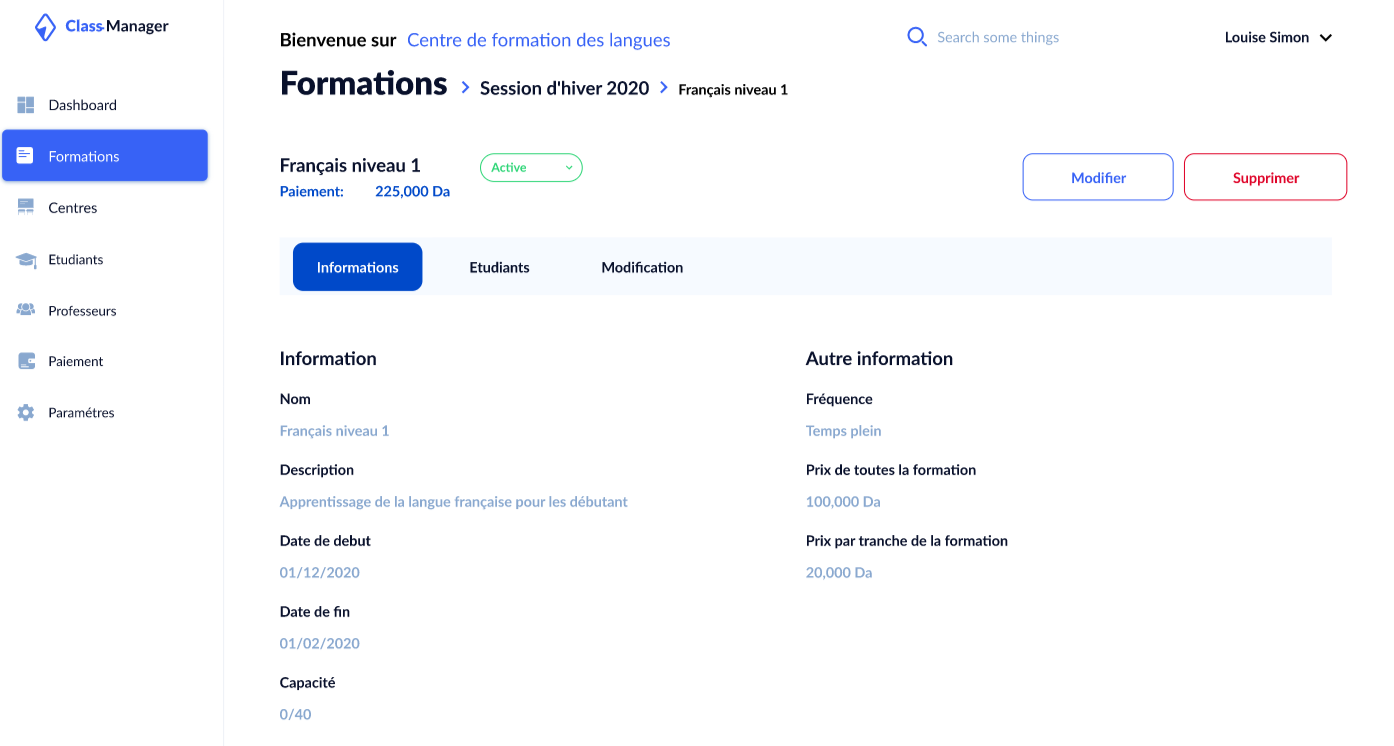 Class-Manager
Bienvenue sur Centre de formation des langues
Search some things
Louise Simon
Formations > Session d'hiver 2020 > Français niveau 1
Dashboard
Formations
Centres
Etudiants
Professeurs
Paiement
Paramétres
Français niveau 1
Active
Paiement: 225,000 Da
Modifier
Supprimer
Informations
Etudiants
Modification
Information
Nom
Français niveau 1
Description
Apprentissage de la langue française pour les débutant
Date de debut
01/12/2020
Date de fin
01/02/2020
Capacité
0/40
Autre information
Fréquence
Temps plein
Prix de toutes la formation
100,000 Da
Prix par tranche de la formation
20,000 Da